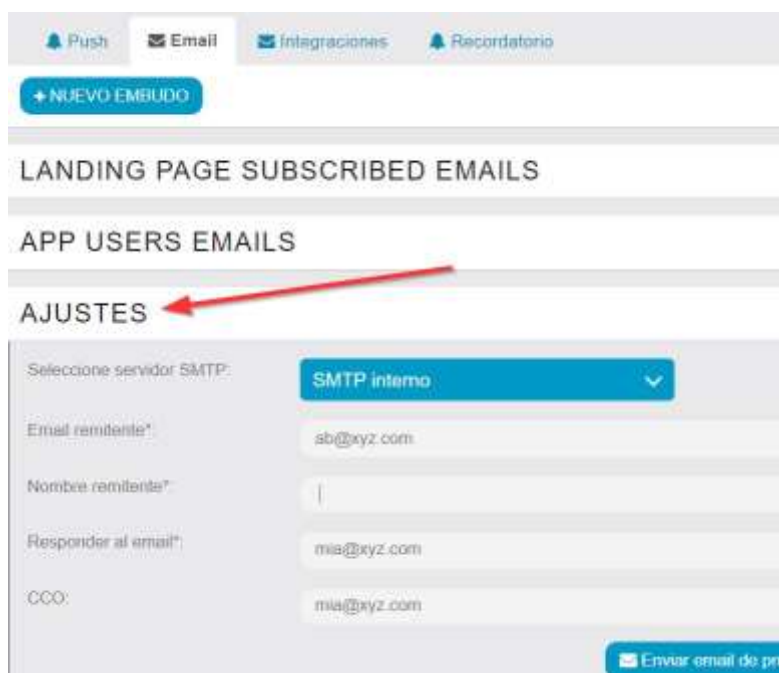 Push Email Integraciones Recordatorio
+ NUEVO EMBUDO
LANDING PAGE SUBSCRIBED EMAILS
APP USERS EMAILS
AJUSTES
Seleccione servidor SMTP: SMTP interno
Email remitente*: ab@xyz.com
Nombre remitente*:
Responder al email*: mia@xyz.com
CCO: mia@xyz.com
Enviar email de pr